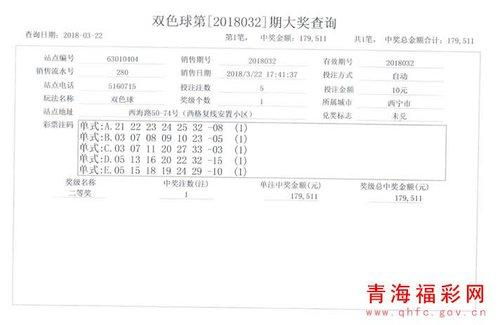 双色球第[2018032]期大奖查询
查询日期: 2018-03-22 第1笔, 中奖金额: 179,511 共1笔, 中奖总金额合计: 179,511
站点编号 63010404 销售期号 2018032 有效期号 2018032
销售流水号 280 销售时间 2018/3/22 17:41:37 投注方式 自动
站点电话 5160715 投注注数 5 投注金额 10元
玩法名称 双色球 奖级个数 1 所属城市 西宁市
站点地址 西海路50-74号(西格复线安置小区) 兑奖标志 未兑
彩票注码 单式:A.21 22 23 24 25 32 -08 (1)
单式:B.03 07 08 09 10 23 -05 (1)
单式:C.03 07 11 20 27 33 -03 (1)
单式:D.05 13 16 20 22 32 -15 (1)
单式:E.05 15 18 19 24 29 -10 (1)
奖级名称 中奖注数(注) 单注中奖金额(元) 奖级总中奖金额(元)
二等奖 1 179,511 179,511
青海福彩网
www.qhfc.gov.cn